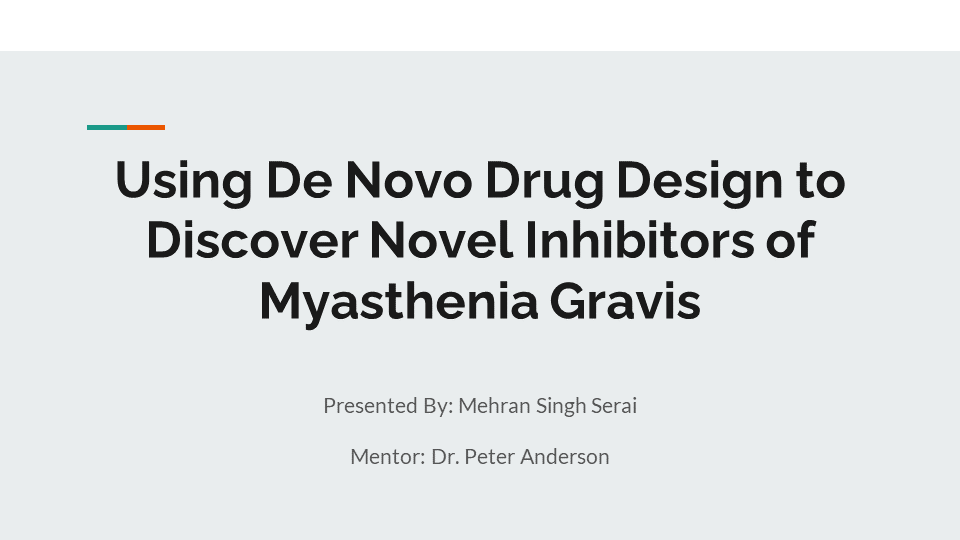 Using De Novo Drug Design to
Discover Novel Inhibitors of
Myasthenia Gravis
Presented By: Mehran Singh Serai
Mentor: Dr. Peter Anderson